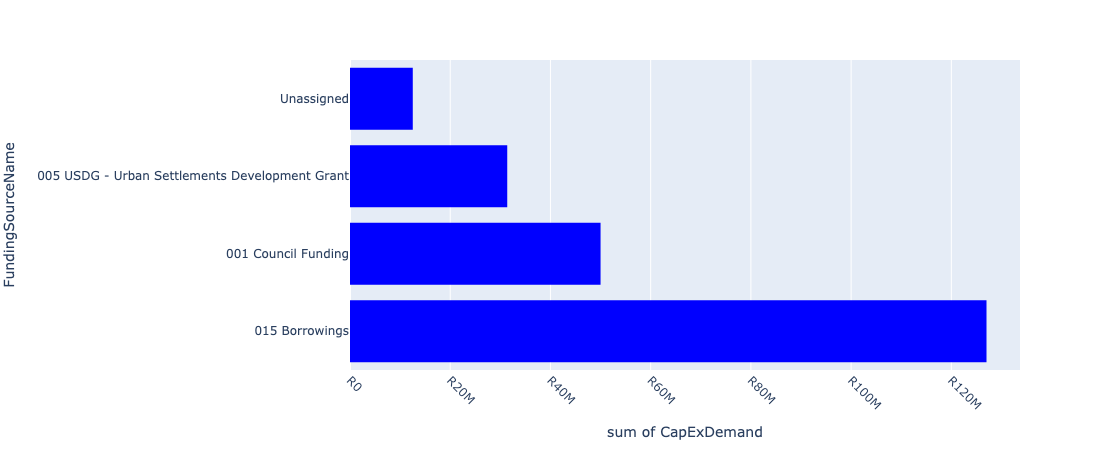 FundingSourceName
Unassigned
005 USDG - Urban Settlements Development Grant
001 Council Funding
015 Borrowings
R0
R20M
R40M
R60M
R80M
R100M
R120M
sum of CapExDemand